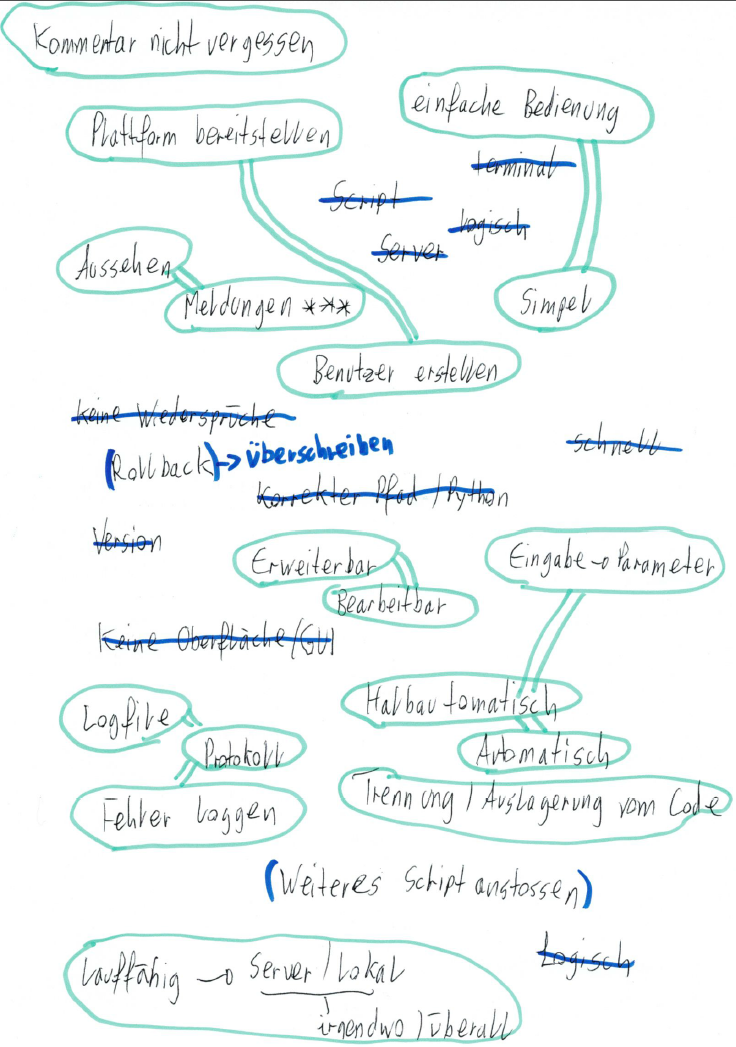 Kommentar nicht vergessen
einfache Bedienung
Plattform bereitstellen
Terminal
Script
Logisch
Server
Aussehen
Meldungen ***
Simpel
Benutzer erstellen
Keine Wiedersprüche
(Rollback) -> überschreiben
schnell
Korrekter Pfad / Python
Version
Erweiterbar
Eingabe -> Parameter
Bearbeitbar
Keine Oberfläche/GUI
Halbautomatisch
Logfile
Protokoll
Automatisch
Fehler loggen
Trennung / Auslagerung vom Code
(Weiteres Schipt anstossen)
Logisch
Lauffähig -> Server / Lokal
irgendwo / überall